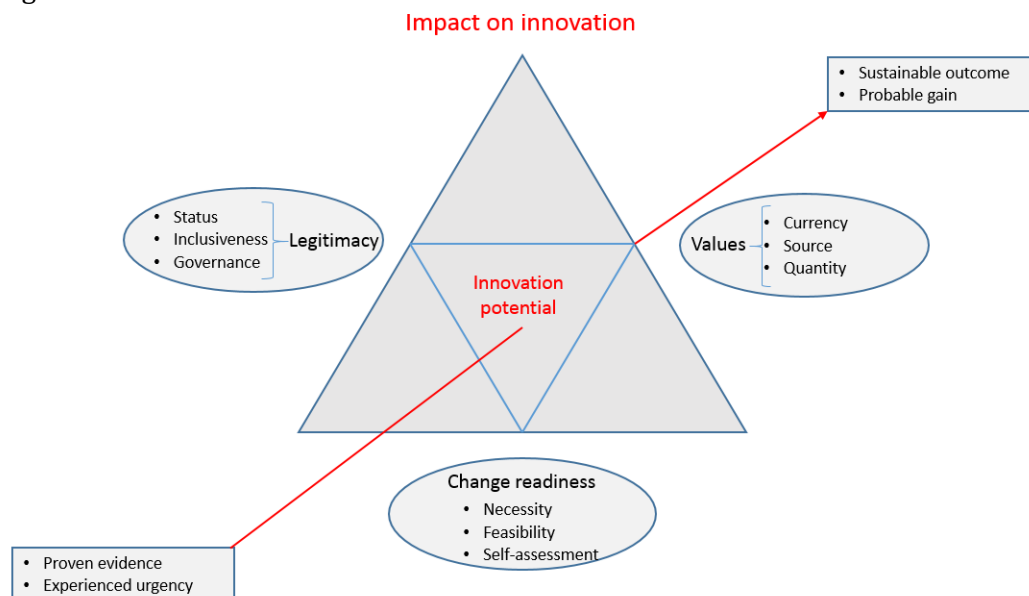 Impact on innovation
• Sustainable outcome
• Probable gain
• Status
• Inclusiveness
• Governance
Legitimacy
Values
• Currency
• Source
• Quantity
Innovation
potential
Change readiness
• Necessity
• Feasibility
• Self-assessment
• Proven evidence
• Experienced urgency